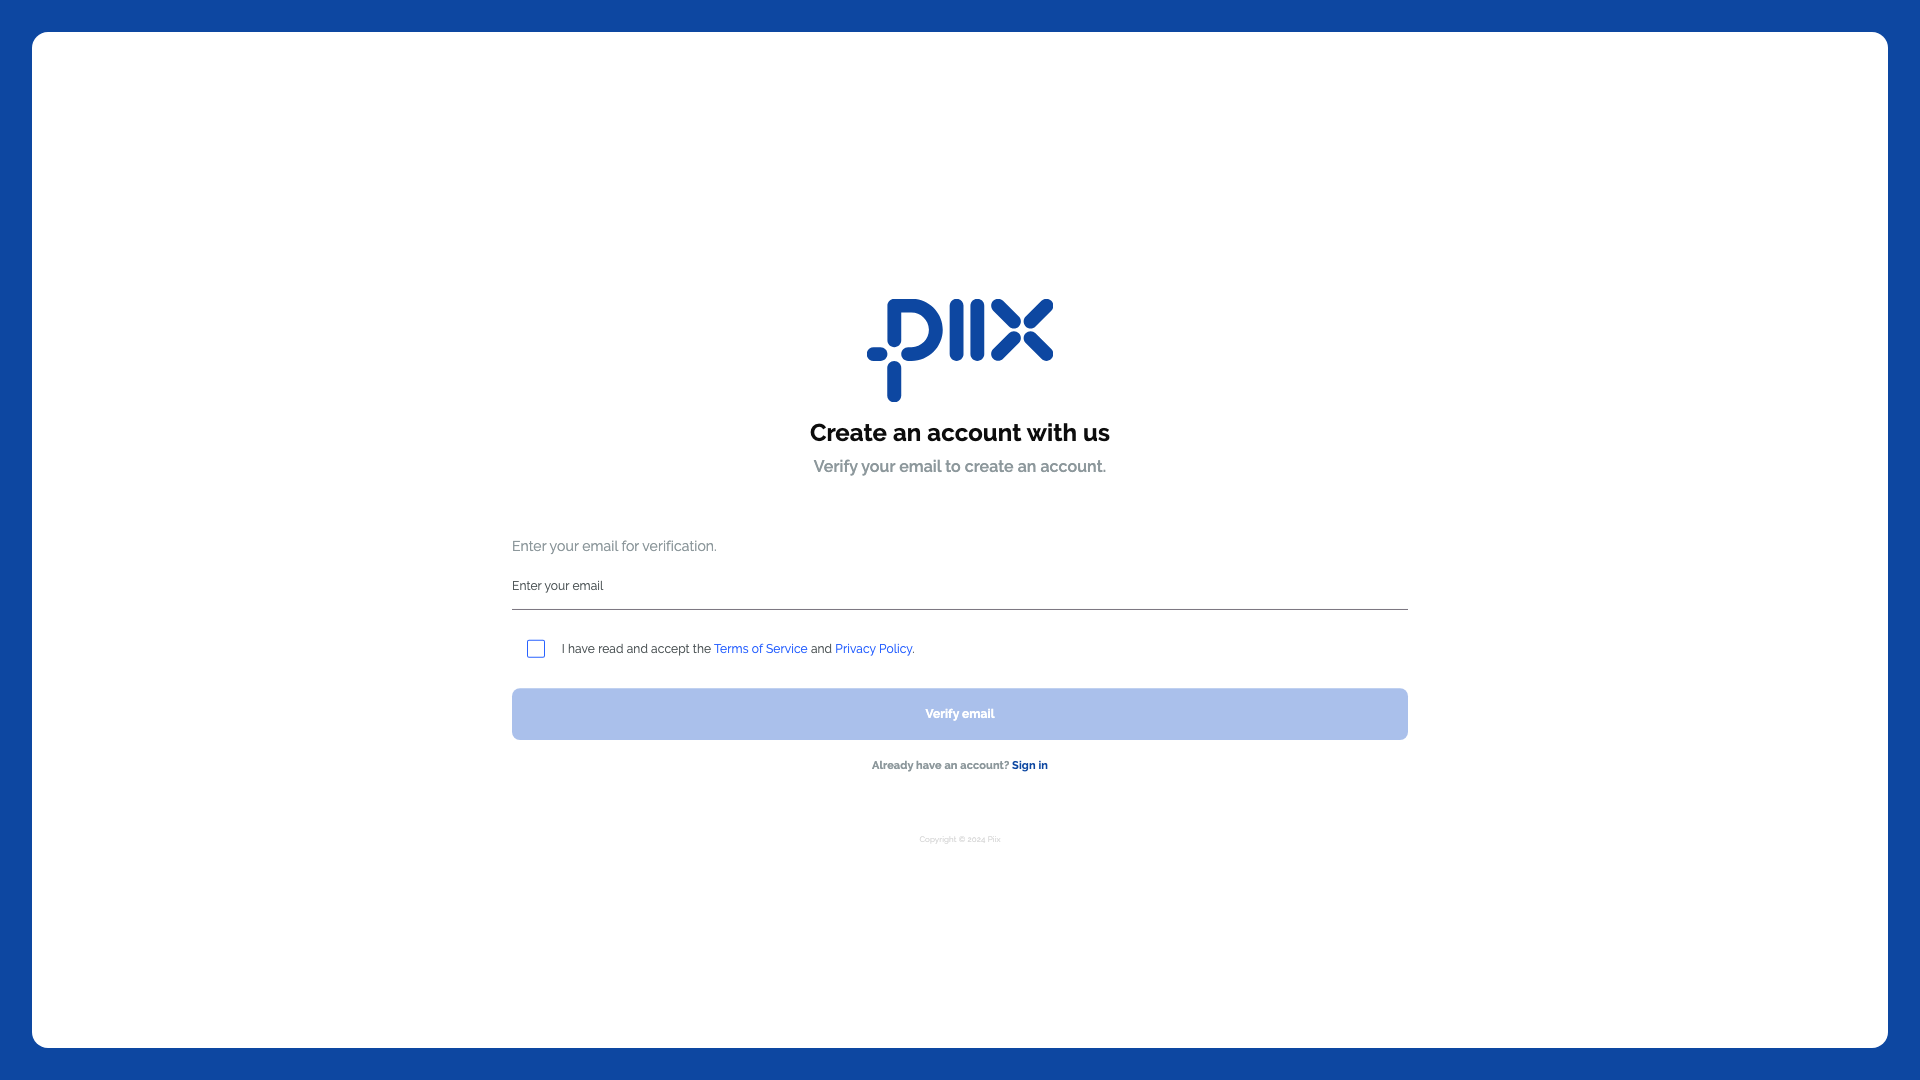 piix
Create an account with us
Verify your email to create an account.
Enter your email for verification.
Enter your email
I have read and accept the Terms of Service and Privacy Policy.
Verify email
Already have an account? Sign in
Copyright © 2024 Piix